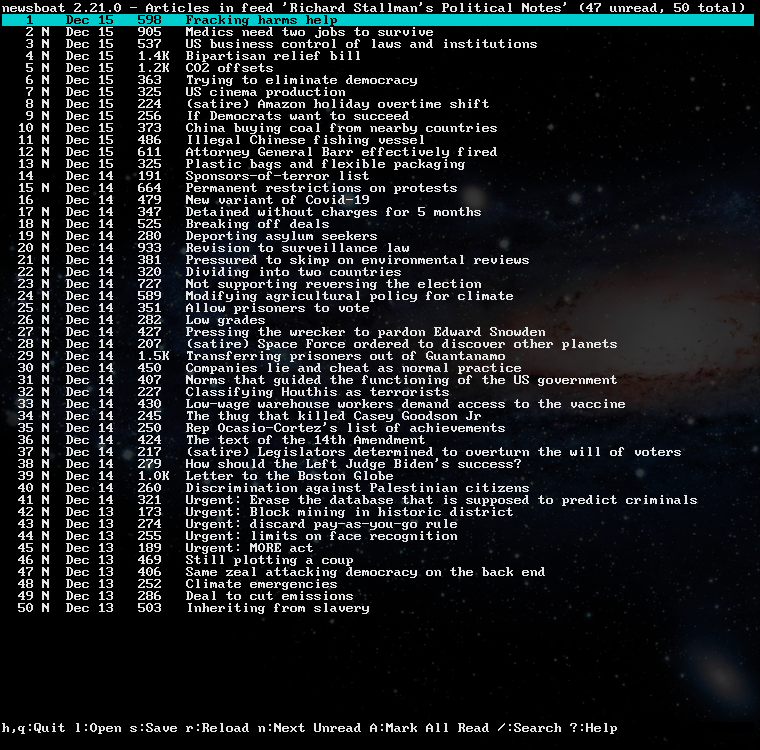 newsboat 2.21.0 - Articles in feed 'Richard Stallman's Political Notes' (47 unread, 50 total)
1 Dec 15 598 Fracking harms help
2 N Dec 15 905 Medics need two jobs to survive
3 N Dec 15 537 US business control of laws and institutions
4 N Dec 15 1.4K Bipartisan relief bill
5 N Dec 15 1.2K CO2 offsets
6 N Dec 15 363 Trying to eliminate democracy
7 N Dec 15 325 US cinema production
8 N Dec 15 224 (satire) Amazon holiday overtime shift
9 N Dec 15 256 If Democrats want to succeed
10 N Dec 15 373 China buying coal from nearby countries
11 N Dec 15 486 Illegal Chinese fishing vessel
12 N Dec 15 611 Attorney General Barr effectively fired
13 N Dec 15 325 Plastic bags and flexible packaging
14 Dec 14 191 Sponsors-of-terror list
15 N Dec 14 664 Permanent restrictions on protests
16 Dec 14 479 New variant of Covid-19
17 N Dec 14 347 Detained without charges for 5 months
18 N Dec 14 525 Breaking off deals
19 N Dec 14 280 Deporting asylum seekers
20 N Dec 14 933 Revision to surveillance law
21 N Dec 14 381 Pressured to skimp on environmental reviews
22 N Dec 14 320 Dividing into two countries
23 N Dec 14 727 Not supporting reversing the election
24 N Dec 14 589 Modifying agricultural policy for climate
25 N Dec 14 351 Allow prisoners to vote
26 N Dec 14 282 Low grades
27 N Dec 14 427 Pressing the wrecker to pardon Edward Snowden
28 N Dec 14 207 (satire) Space Force ordered to discover other planets
29 N Dec 14 1.5K Transferring prisoners out of Guantanamo
30 N Dec 14 450 Companies lie and cheat as normal practice
31 N Dec 14 407 Norms that guided the functioning of the US government
32 N Dec 14 227 Classifying Houthis as terrorists
33 N Dec 14 430 Low-wage warehouse workers demand access to the vaccine
34 N Dec 14 245 The thug that killed Casey Goodson Jr
35 N Dec 14 250 Rep Ocasio-Cortez's list of achievements
36 N Dec 14 424 The text of the 14th Amendment
37 N Dec 14 217 (satire) Legislators determined to overturn the will of voters
38 N Dec 14 279 How should the Left Judge Biden's success?
39 N Dec 14 1.0K Letter to the Boston Globe
40 N Dec 14 260 Discrimination against Palestinian citizens
41 N Dec 14 321 Urgent: Erase the database that is supposed to predict criminals
42 N Dec 13 173 Urgent: Block mining in historic district
43 N Dec 13 274 Urgent: discard pay-as-you-go rule
44 N Dec 13 255 Urgent: limits on face recognition
45 N Dec 13 189 Urgent: MORE act
46 N Dec 13 469 Still plotting a coup
47 N Dec 13 406 Same zeal attacking democracy on the back end
48 N Dec 13 252 Climate emergencies
49 N Dec 13 286 Deal to cut emissions
50 N Dec 13 503 Inheriting from slavery
h,q:Quit l:Open s:Save r:Reload n:Next Unread A:Mark All Read /:Search ?:Help